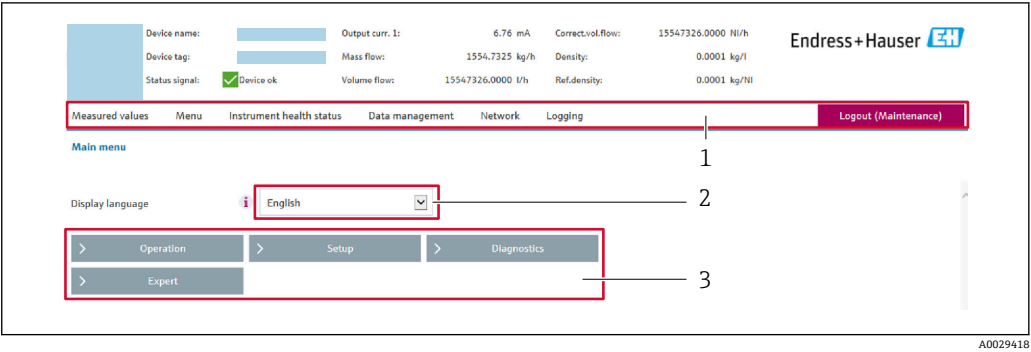 Device name: Output curr. 1: 6.76 mA Correct.vol.flow: 15547326.0000 Nl/h
Endress+Hauser EH
Device tag: Mass flow: 1554.7325 kg/h Density: 0.0001 kg/l
Status signal: Device ok Volume flow: 15547326.0000 l/h Ref.density: 0.0001 kg/Nl
Measured values Menu Instrument health status Data management Network Logging Logout (Maintenance)
1
Main menu
Display language i English 2
> Operation > Setup > Diagnostics
> Expert 3
A0029418